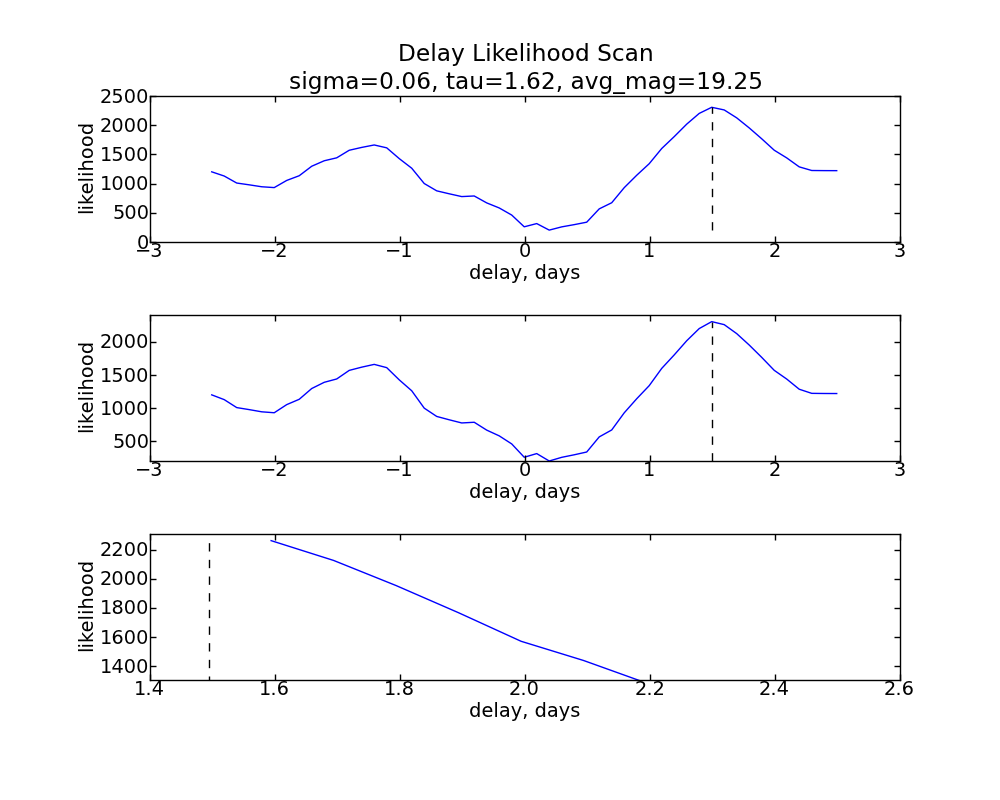 Delay Likelihood Scan
sigma=0.06, tau=1.62, avg_mag=19.25
2500
2000
1500
1000
500
0
likelihood
−3 −2 −1 0 1 2 3
delay, days
2000
1500
1000
500
likelihood
−3 −2 −1 0 1 2 3
delay, days
2200
2000
1800
1600
1400
likelihood
1.4 1.6 1.8 2.0 2.2 2.4 2.6
delay, days